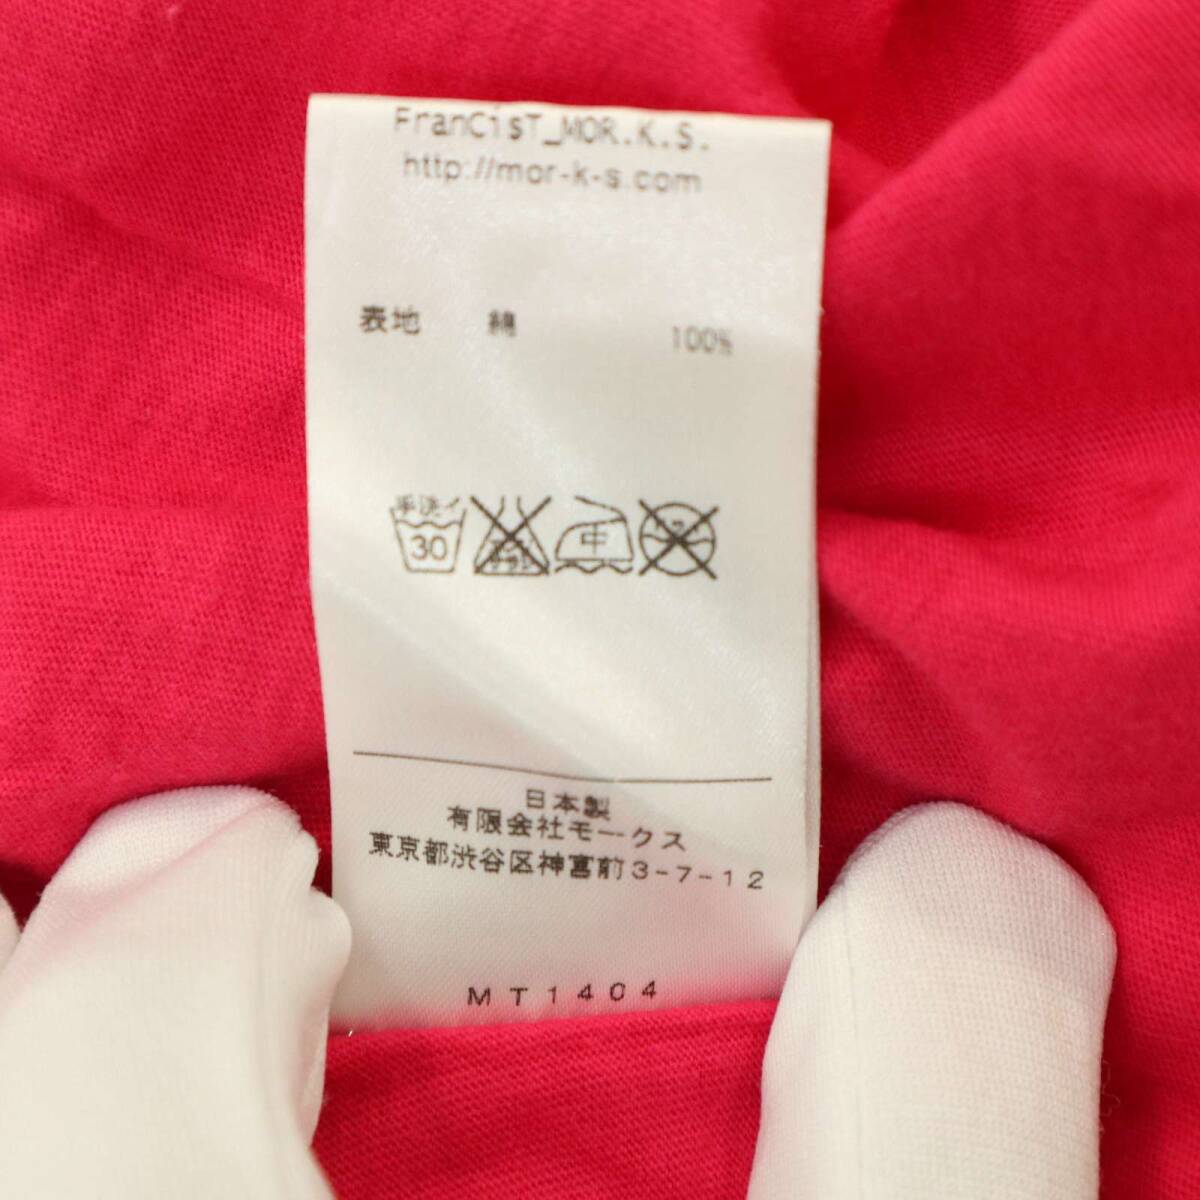 FranCisT_MOR.K.S.
http://mor-k-s.com
表地 綿 100%
手洗イ
30 中
日本製
有限会社モークス
東京都渋谷区神宮前3-7-12
MT1404